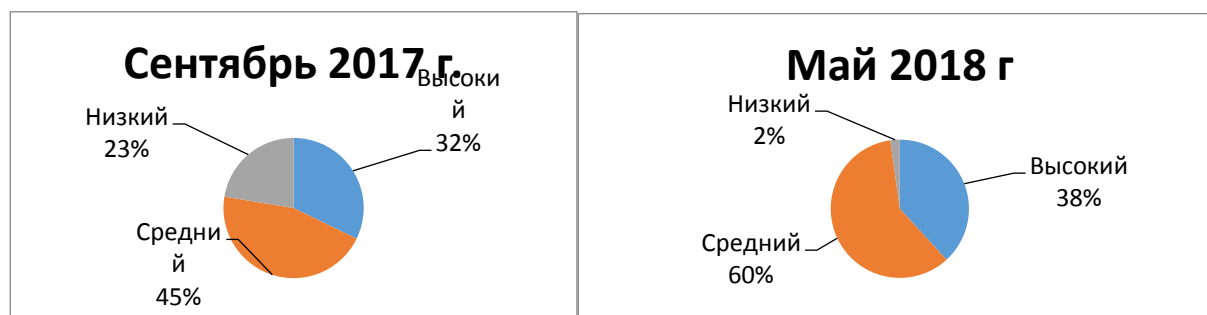 Сентябрь 2017 г.
Высоки
й
32%
Низкий
23%
Средни
й
45%
Май 2018 г
Низкий
2%
Высокий
38%
Средний
60%